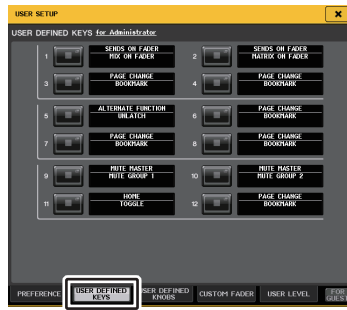 USER SETUP
USER DEFINED KEYS for Administrator
1 SENDS ON FADER
MIX ON FADER
2 SENDS ON FADER
MATRIX ON FADER
3 PAGE CHANGE
BOOKMARK
4 PAGE CHANGE
BOOKMARK
5 ALTERNATE FUNCTION
UNLATCH
6 PAGE CHANGE
BOOKMARK
7 PAGE CHANGE
BOOKMARK
8 PAGE CHANGE
BOOKMARK
9 MUTE MASTER
MUTE GROUP 1
10 MUTE MASTER
MUTE GROUP 2
11 HOME
TOGGLE
12 PAGE CHANGE
BOOKMARK
PREFERENCE
USER DEFINED
KEYS
USER DEFINED
KNOBS
CUSTOM FADER
USER LEVEL
FOR
GUEST